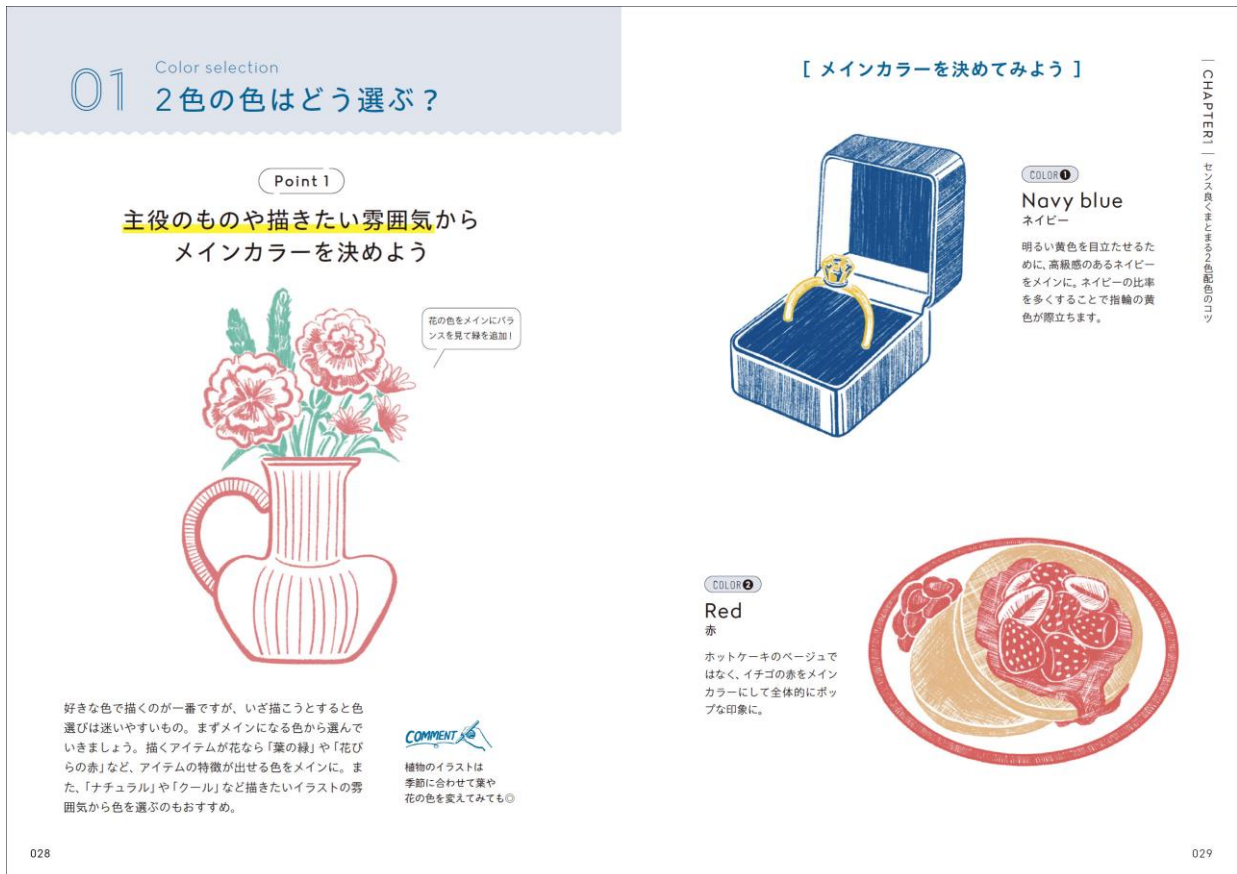 01
Color selection
2色の色はどう選ぶ？
Point 1
主役のものや描きたい雰囲気から
メインカラーを決めよう
花の色をメインにバラ
ンスを見て緑を追加！
好きな色で描くのが一番ですが、いざ描こうとすると色
選びは迷いやすいもの。まずメインになる色から選んで
いきましょう。描くアイテムが花なら「葉の緑」や「花び
らの赤」など、アイテムの特徴が出せる色をメインに。ま
た、「ナチュラル」や「クール」など描きたいイラストの雰
囲気から色を選ぶのもおすすめ。
COMMENT
植物のイラストは
季節に合わせて葉や
花の色を変えてみても◎
028
［ メインカラーを決めてみよう ］
COLOR❶
Navy blue
ネイビー
明るい黄色を目立たせるた
めに、高級感のあるネイビー
をメインに。ネイビーの比率
を多くすることで指輪の黄
色が際立ちます。
COLOR❷
Red
赤
ホットケーキのベージュで
はなく、イチゴの赤をメイン
カラーにして全体的にポッ
プな印象に。
| CHAPTER1 | センス良くまとまる2色配色のコツ
029